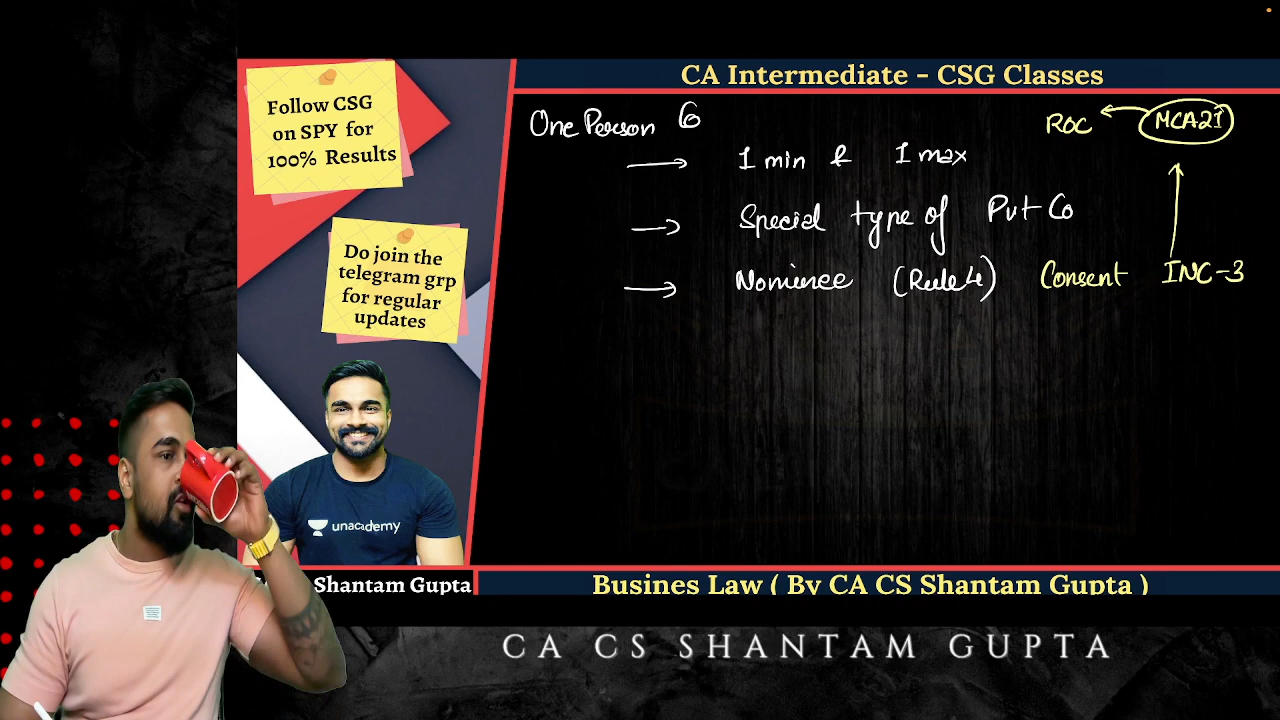 Follow CSG
on SPY for
100% Results
Do join the
telegram grp
for regular
updates
unacademy
Shantam Gupta
CA Intermediate - CSG Classes
One Person Co
ROC
MCA21
1 min & 1 max
Special type of Pvt Co
Nominee (Rule 4) Consent INC-3
Busines Law ( By CA CS Shantam Gupta )
CA CS SHANTAM GUPTA